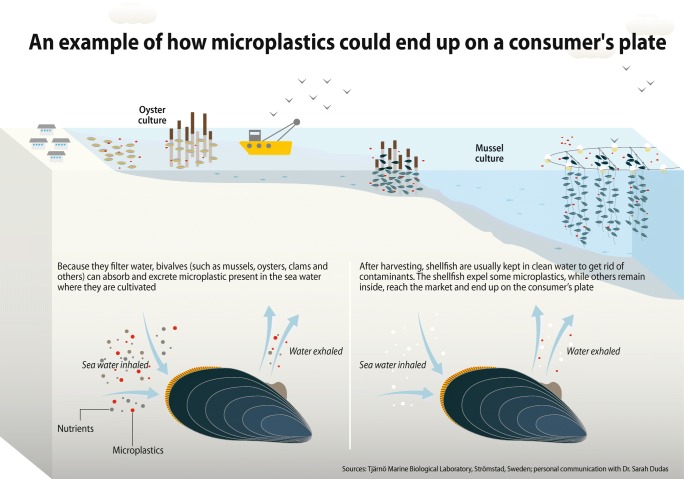 An example of how microplastics could end up on a consumer's plate
Oyster
culture
Mussel
culture
Because they filter water, bivalves (such as mussels, oysters, clams and
others) can absorb and excrete microplastic present in the sea water
where they are cultivated
After harvesting, shellfish are usually kept in clean water to get rid of
contaminants. The shellfish expel some microplastics, while others remain
inside, reach the market and end up on the consumer's plate
Sea water inhaled
Water exhaled
Nutrients
Microplastics
Sea water inhaled
Water exhaled
Sources: Tjärnö Marine Biological Laboratory, Strömstad, Sweden; personal communication with Dr. Sarah Dudas